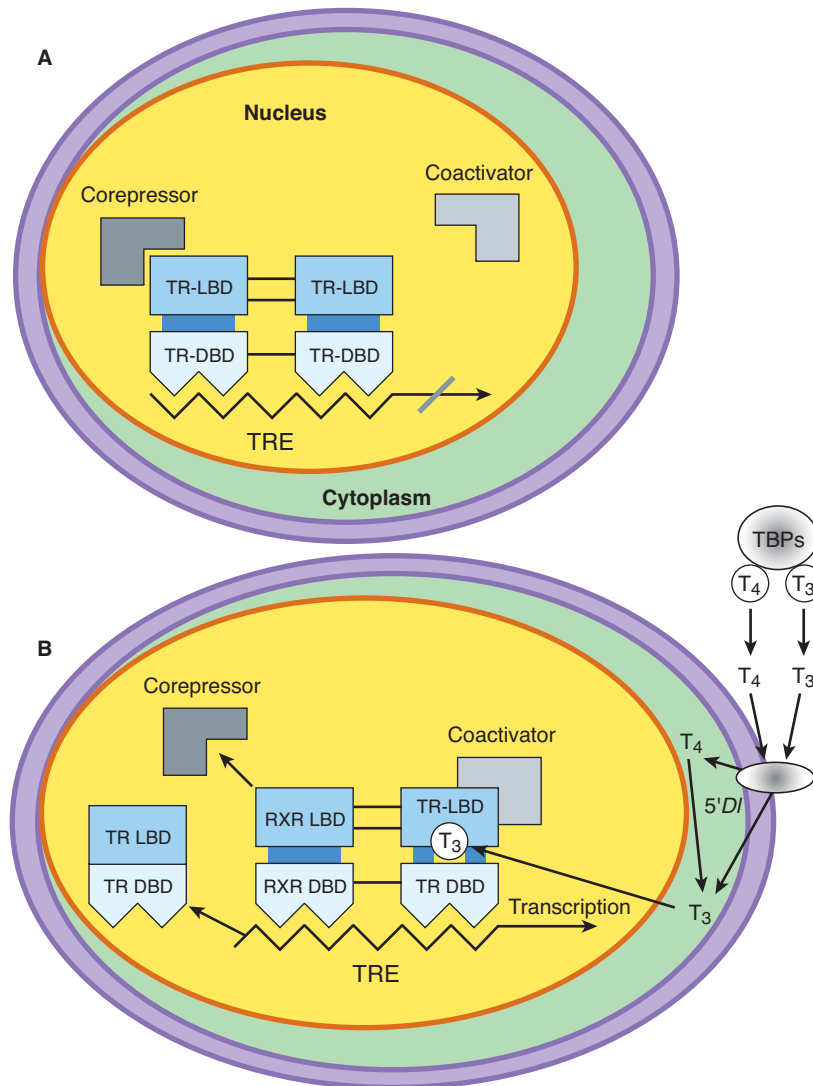 A
Nucleus
Corepressor
Coactivator
TR-LBD
TR-LBD
TR-DBD
TR-DBD
TRE
Cytoplasm
TBPs
T₄
T₃
T₄
T₃
B
Corepressor
Coactivator
T₄
5'DI
TR LBD
RXR LBD
TR-LBD
T₃
TR DBD
RXR DBD
TR DBD
Transcription
T₃
TRE